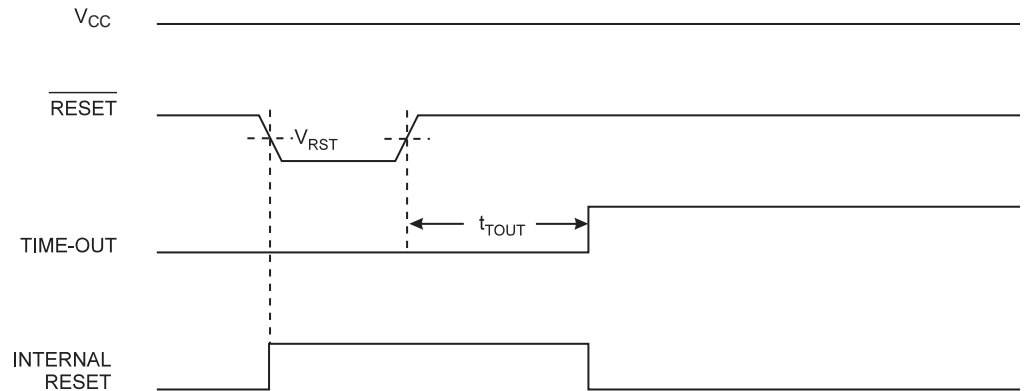 VCC
RESET
VRST
tTOUT
TIME-OUT
INTERNAL
RESET